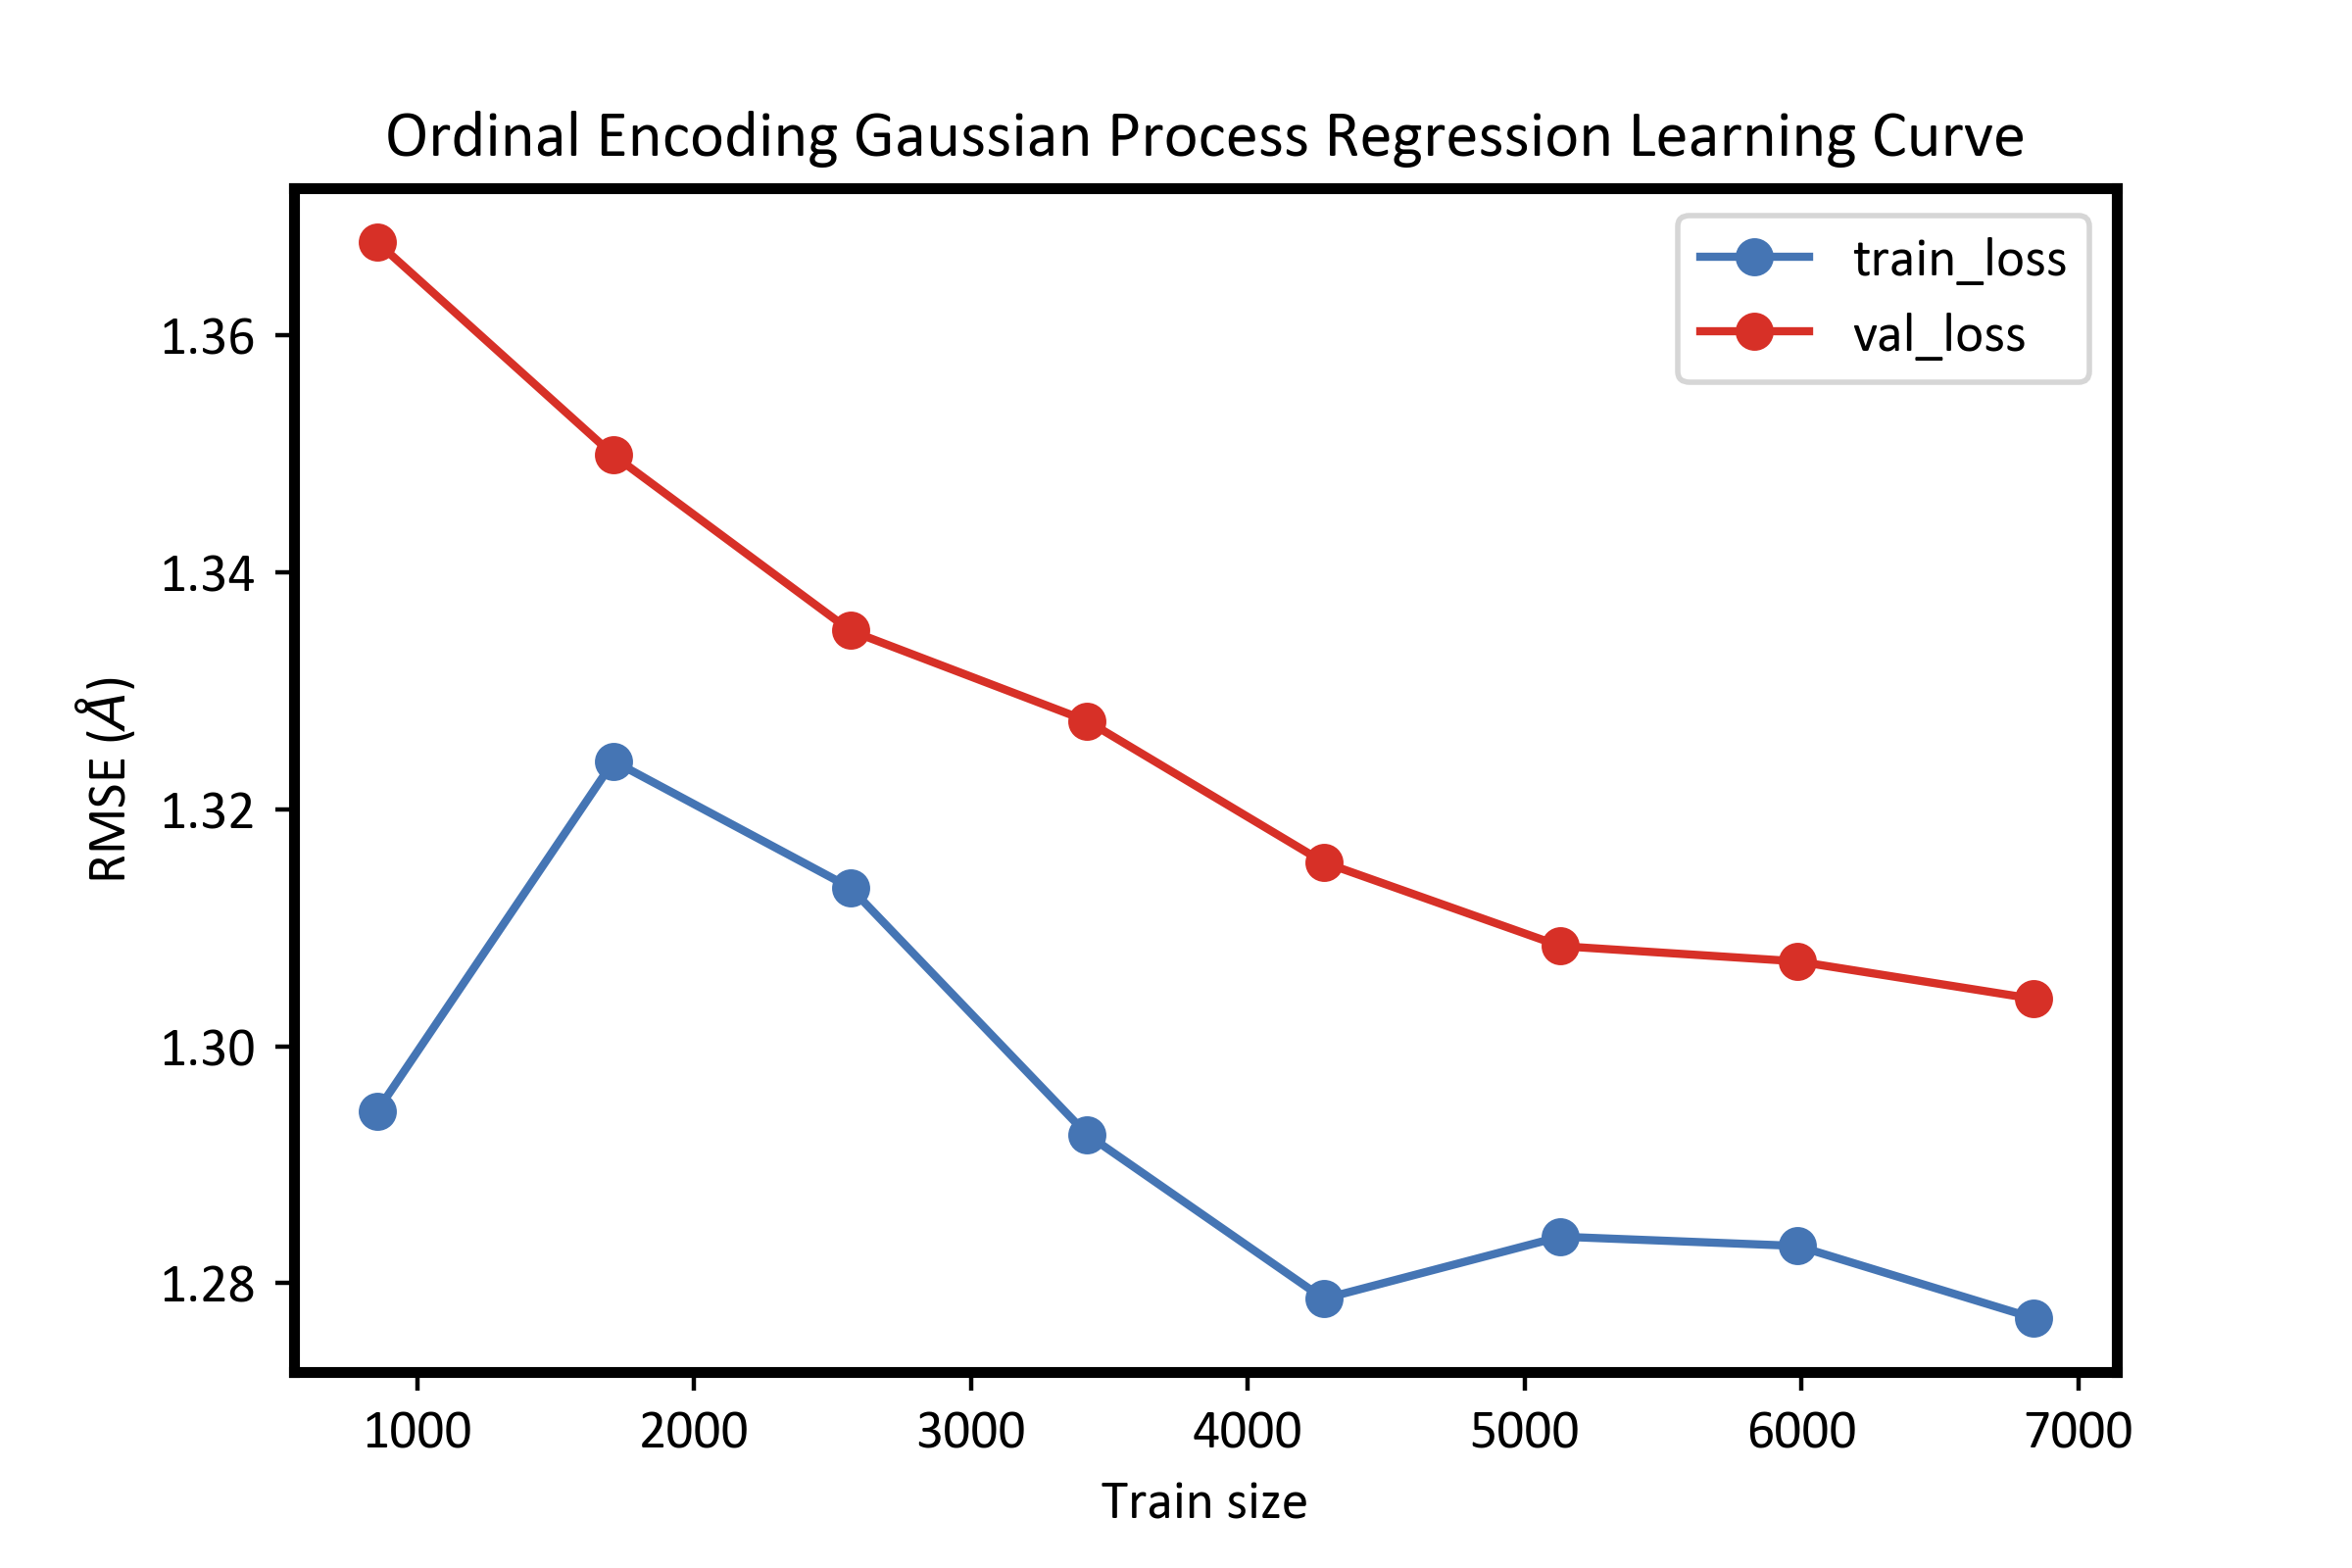 Ordinal Encoding Gaussian Process Regression Learning Curve
train_loss
val_loss
1.36
1.34
1.32
1.30
1.28
RMSE (Å)
1000 2000 3000 4000 5000 6000 7000
Train size